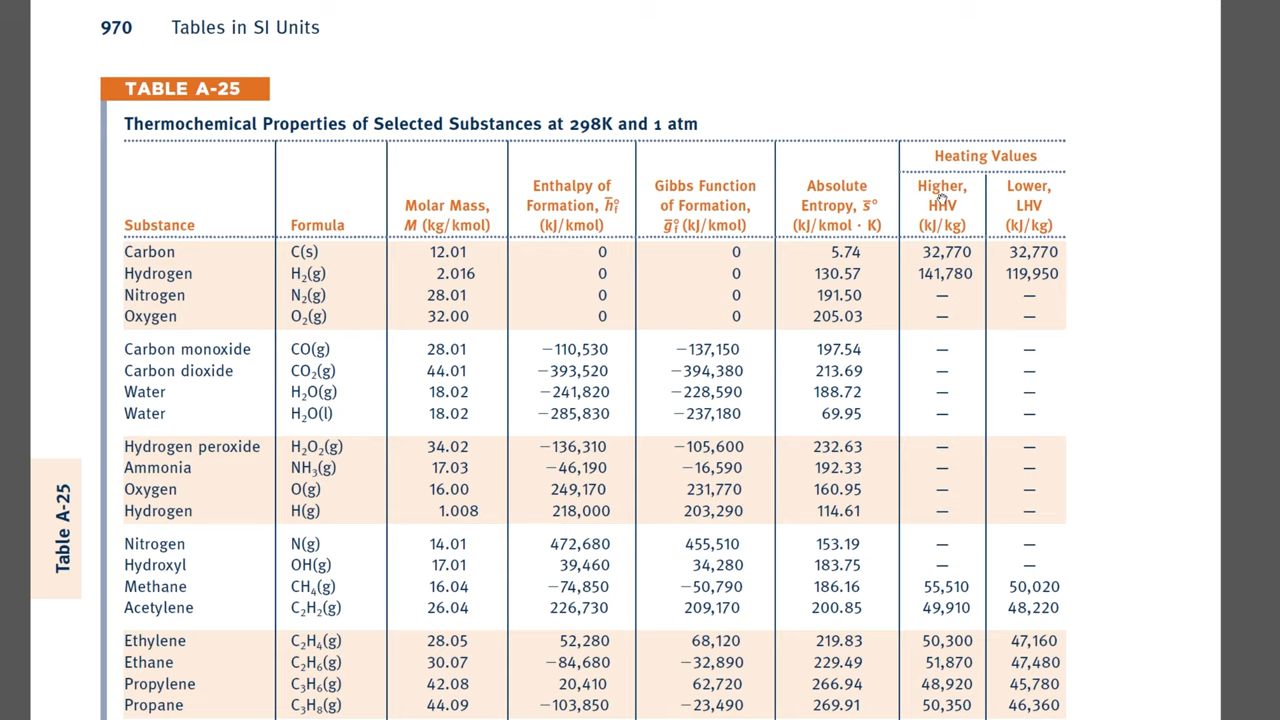 970 Tables in SI Units
TABLE A-25
Thermochemical Properties of Selected Substances at 298K and 1 atm
Heating Values
Enthalpy of Gibbs Function Absolute Higher, Lower,
Molar Mass, Formation, h̄°f of Formation, Entropy, s̄° HHV LHV
Substance Formula M (kg/kmol) (kJ/kmol) ḡ°f (kJ/kmol) (kJ/kmol · K) (kJ/kg) (kJ/kg)
Carbon C(s) 12.01 0 0 5.74 32,770 32,770
Hydrogen H₂(g) 2.016 0 0 130.57 141,780 119,950
Nitrogen N₂(g) 28.01 0 0 191.50 — —
Oxygen O₂(g) 32.00 0 0 205.03 — —
Carbon monoxide CO(g) 28.01 −110,530 −137,150 197.54 — —
Carbon dioxide CO₂(g) 44.01 −393,520 −394,380 213.69 — —
Water H₂O(g) 18.02 −241,820 −228,590 188.72 — —
Water H₂O(l) 18.02 −285,830 −237,180 69.95 — —
Hydrogen peroxide H₂O₂(g) 34.02 −136,310 −105,600 232.63 — —
Ammonia NH₃(g) 17.03 −46,190 −16,590 192.33 — —
Oxygen O(g) 16.00 249,170 231,770 160.95 — —
Hydrogen H(g) 1.008 218,000 203,290 114.61 — —
Nitrogen N(g) 14.01 472,680 455,510 153.19 — —
Hydroxyl OH(g) 17.01 39,460 34,280 183.75 — —
Methane CH₄(g) 16.04 −74,850 −50,790 186.16 55,510 50,020
Acetylene C₂H₂(g) 26.04 226,730 209,170 200.85 49,910 48,220
Ethylene C₂H₄(g) 28.05 52,280 68,120 219.83 50,300 47,160
Ethane C₂H₆(g) 30.07 −84,680 −32,890 229.49 51,870 47,480
Propylene C₃H₆(g) 42.08 20,410 62,720 266.94 48,920 45,780
Propane C₃H₈(g) 44.09 −103,850 −23,490 269.91 50,350 46,360
Table A-25